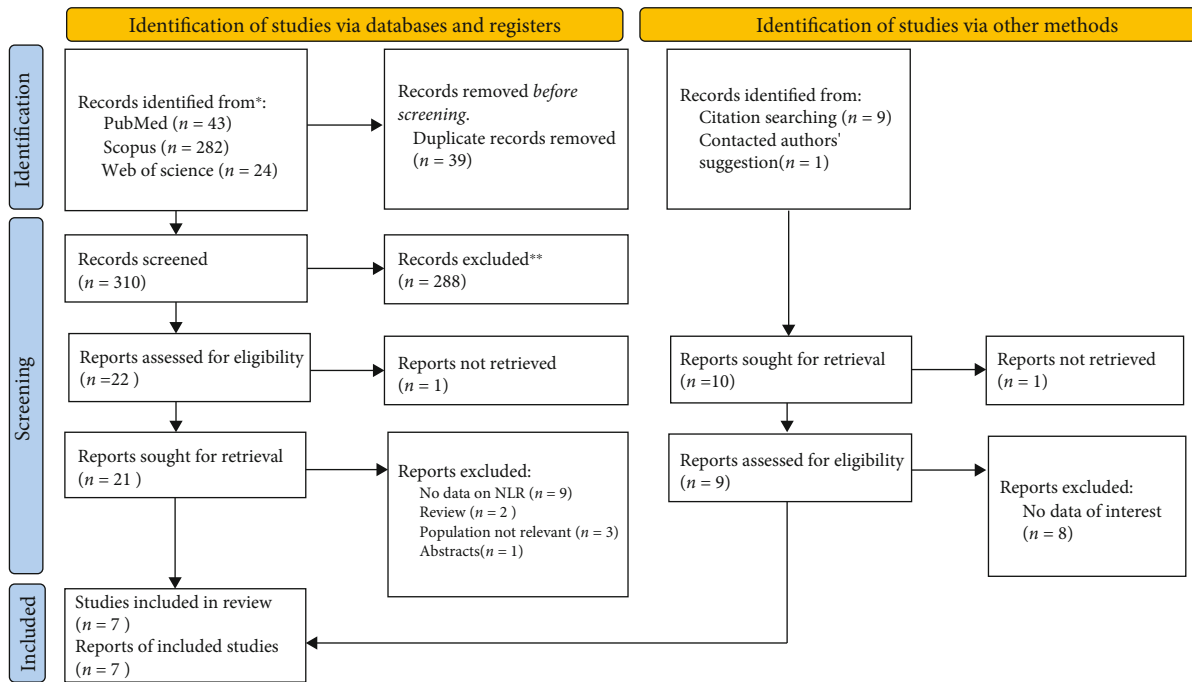 Identification of studies via databases and registers
Identification of studies via other methods
Identification
Records identified from*:
PubMed (n = 43)
Scopus (n = 282)
Web of science (n = 24)
Records removed before
screening.
Duplicate records removed
(n = 39)
Records identified from:
Citation searching (n = 9)
Contacted authors'
suggestion(n = 1)
Screening
Records screened
(n = 310)
Records excluded**
(n = 288)
Reports assessed for eligibility
(n =22 )
Reports not retrieved
(n = 1)
Reports sought for retrieval
(n =10)
Reports not retrieved
(n = 1)
Reports sought for retrieval
(n = 21 )
Reports excluded:
No data on NLR (n = 9)
Review (n = 2 )
Population not relevant (n = 3)
Abstracts(n = 1)
Reports assessed for eligibility
(n = 9)
Reports excluded:
No data of interest
(n = 8)
Included
Studies included in review
(n = 7 )
Reports of included studies
(n = 7 )